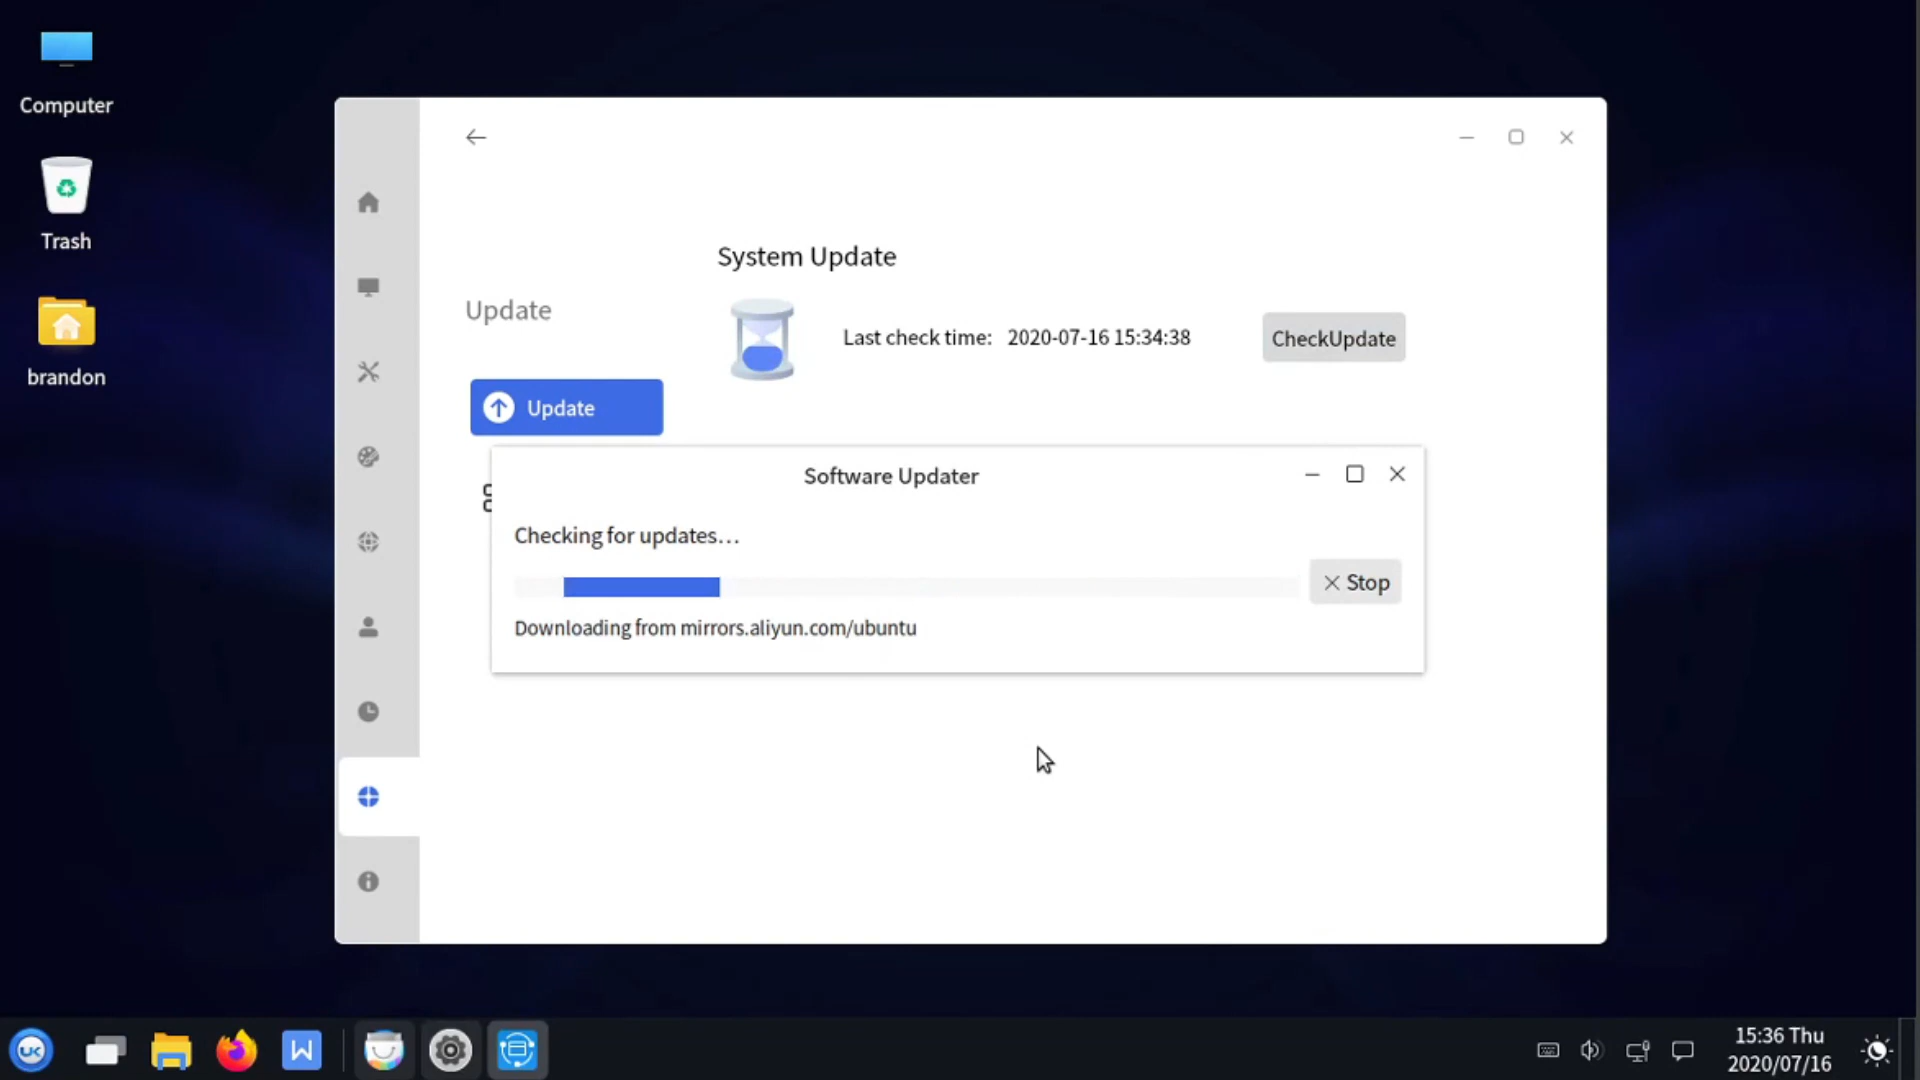 Computer
Trash
brandon
System Update
Update
Last check time: 2020-07-16 15:34:38
CheckUpdate
Update
Software Updater
Checking for updates...
Stop
Downloading from mirrors.aliyun.com/ubuntu
UK
W
15:36 Thu
2020/07/16